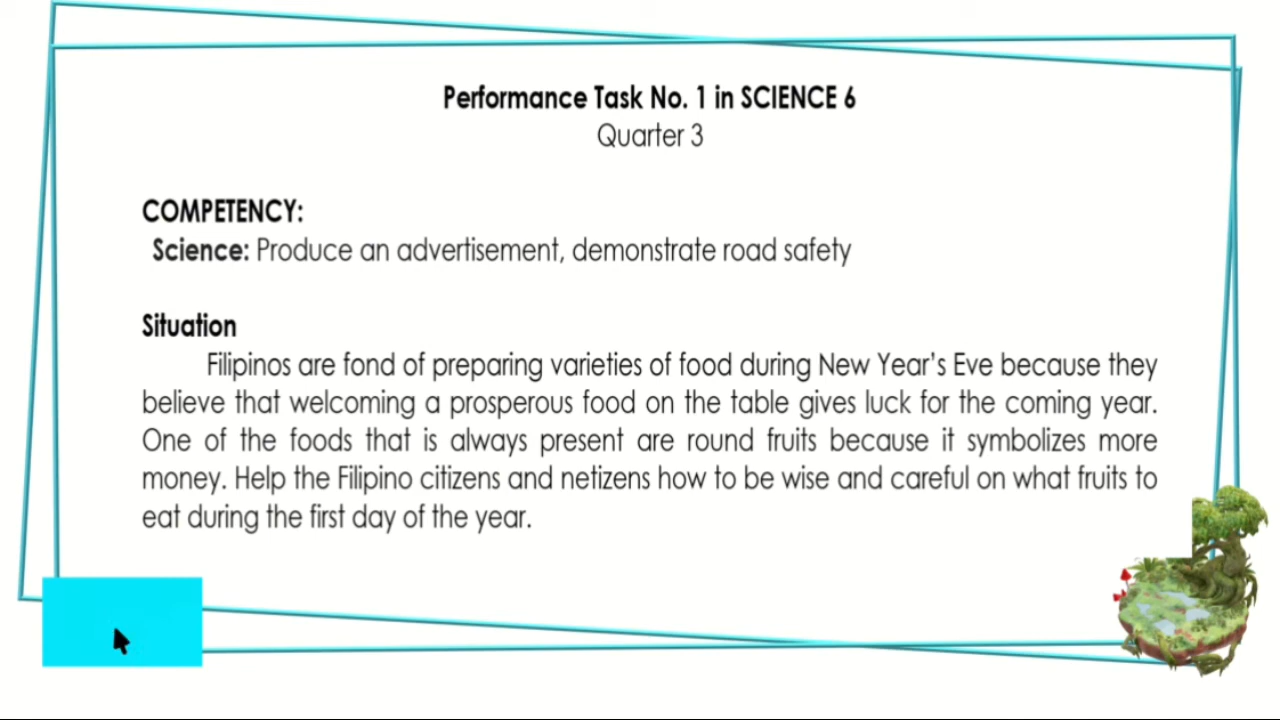 Performance Task No. 1 in SCIENCE 6
Quarter 3
COMPETENCY:
Science: Produce an advertisement, demonstrate road safety
Situation
Filipinos are fond of preparing varieties of food during New Year's Eve because they
believe that welcoming a prosperous food on the table gives luck for the coming year.
One of the foods that is always present are round fruits because it symbolizes more
money. Help the Filipino citizens and netizens how to be wise and careful on what fruits to
eat during the first day of the year.